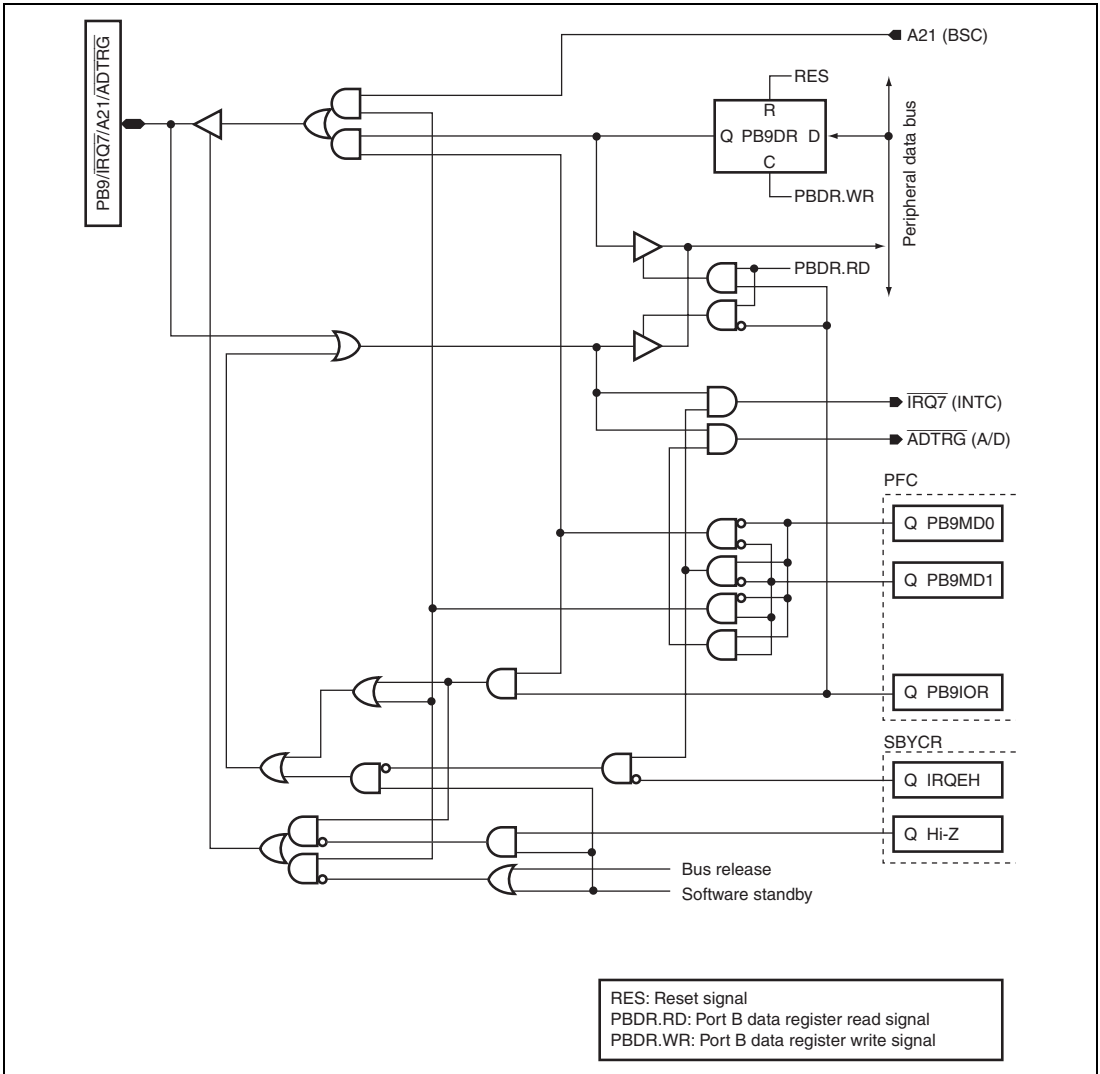 PB9/IRQ7/A21/ADTRG
A21 (BSC)
RES
R
Q PB9DR D
C
PBDR.WR
Peripheral data bus
PBDR.RD
IRQ7 (INTC)
ADTRG (A/D)
PFC
Q PB9MD0
Q PB9MD1
Q PB9IOR
SBYCR
Q IRQEH
Q Hi-Z
Bus release
Software standby
RES: Reset signal
PBDR.RD: Port B data register read signal
PBDR.WR: Port B data register write signal